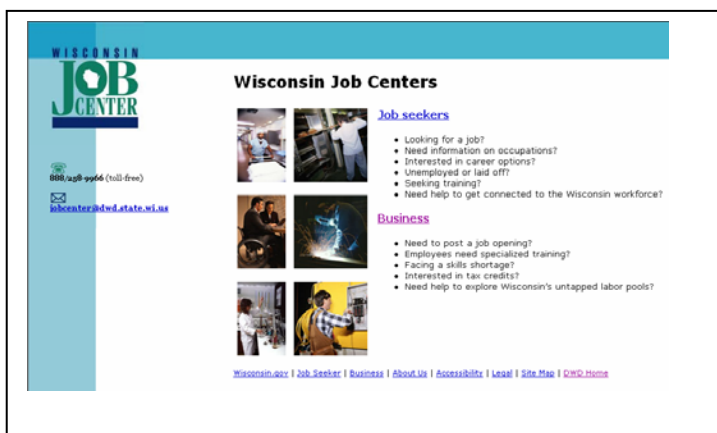 WISCONSIN
JOB
CENTER
888/258-9966 (toll-free)
jobcenter@dwd.state.wi.us
Wisconsin Job Centers
Job seekers
Looking for a job?
Need information on occupations?
Interested in career options?
Unemployed or laid off?
Seeking training?
Need help to get connected to the Wisconsin workforce?
Business
Need to post a job opening?
Employees need specialized training?
Facing a skills shortage?
Interested in tax credits?
Need help to explore Wisconsin's untapped labor pools?
Wisconsin.gov | Job Seeker | Business | About Us | Accessibility | Legal | Site Map | DWD Home